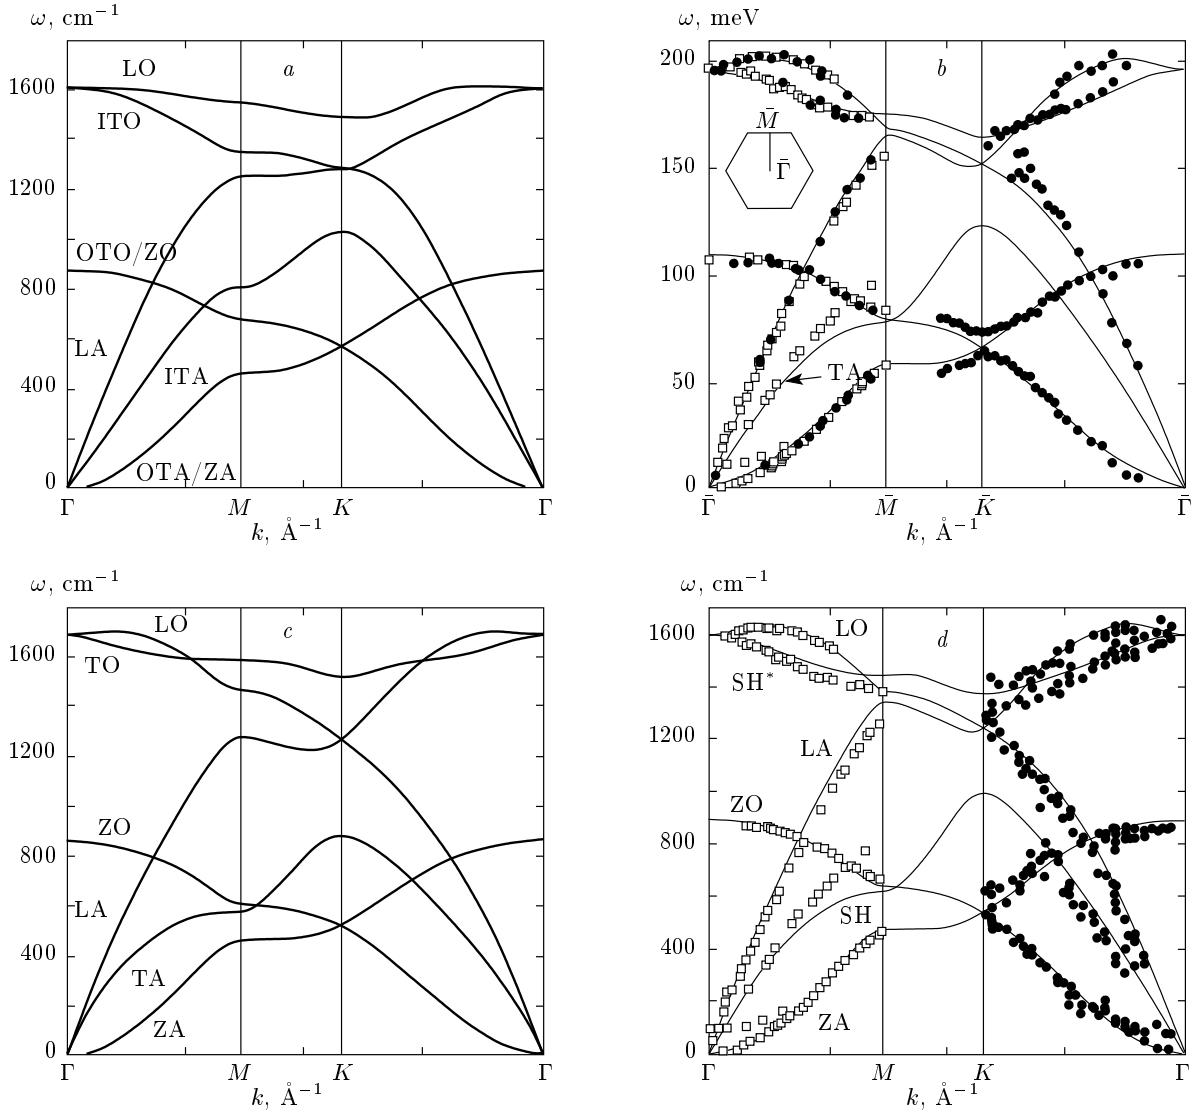 ω, cm⁻¹
a
LO
1600
ITO
1200
OTO/ZO
800
LA
ITA
400
OTA/ZA
0
Γ M K Γ
k, Å⁻¹
ω, meV
200
b
M̄
150
Γ̄
100
TA
50
0
Γ̄ M̄ K̄ Γ̄
k, Å⁻¹
ω, cm⁻¹
LO
c
1600
TO
1200
ZO
800
LA
400
TA
ZA
0
Γ M K Γ
k, Å⁻¹
ω, cm⁻¹
1600
LO
d
SH*
1200
LA
ZO
800
SH
400
ZA
0
Γ M K Γ
k, Å⁻¹